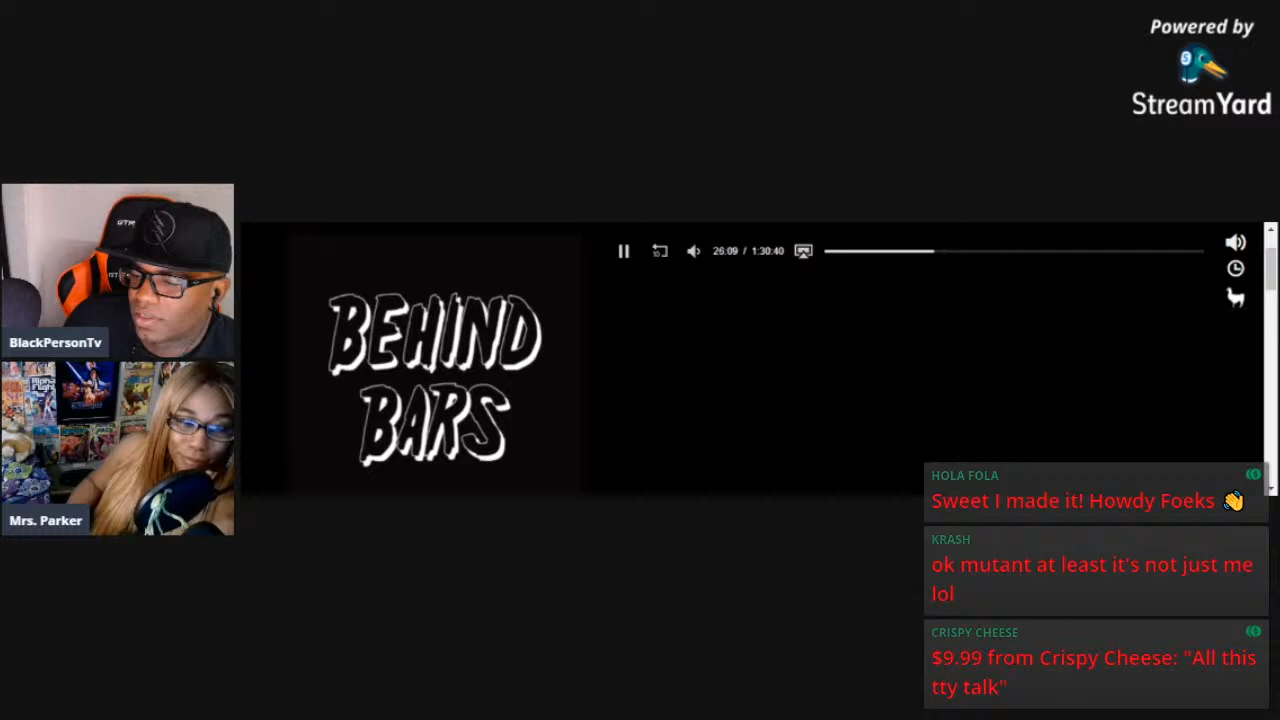 Powered by
StreamYard
BlackPersonTv
Mrs. Parker
BEHIND
BARS
10
26:09 / 1:30:40
HOLA FOLA
Sweet I made it! Howdy Foeks 👋
KRASH
ok mutant at least it's not just me
lol
CRISPY CHEESE
$9.99 from Crispy Cheese: "All this
tty talk"